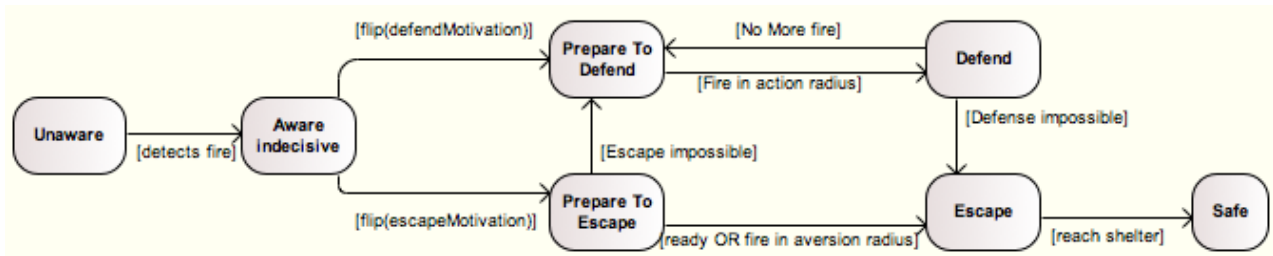 [flip(defendMotivation)]
Prepare To
Defend
[No More fire]
Defend
[Fire in action radius]
Unaware
[detects fire]
Aware
indecisive
[Escape impossible]
[Defense impossible]
[flip(escapeMotivation)]
Prepare To
Escape
[ready OR fire in aversion radius]
Escape
[reach shelter]
Safe